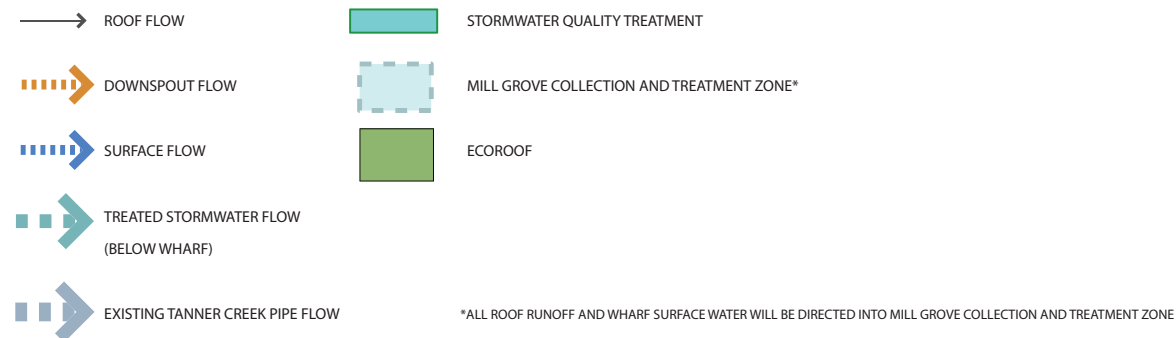 ROOF FLOW
DOWNSPOUT FLOW
SURFACE FLOW
TREATED STORMWATER FLOW
(BELOW WHARF)
EXISTING TANNER CREEK PIPE FLOW
STORMWATER QUALITY TREATMENT
MILL GROVE COLLECTION AND TREATMENT ZONE*
ECOROOF
*ALL ROOF RUNOFF AND WHARF SURFACE WATER WILL BE DIRECTED INTO MILL GROVE COLLECTION AND TREATMENT ZONE